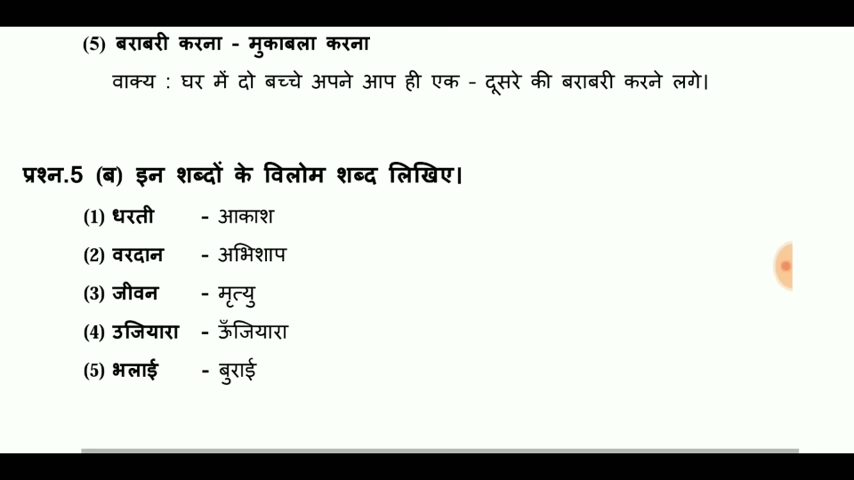 (5) बराबरी करना - मुकाबला करना
वाक्य : घर में दो बच्चे अपने आप ही एक - दूसरे की बराबरी करने लगे।
प्रश्न.5 (ब) इन शब्दों के विलोम शब्द लिखिए।
(1) धरती - आकाश
(2) वरदान - अभिशाप
(3) जीवन - मृत्यु
(4) उजियारा - ऊँजियारा
(5) भलाई - बुराई